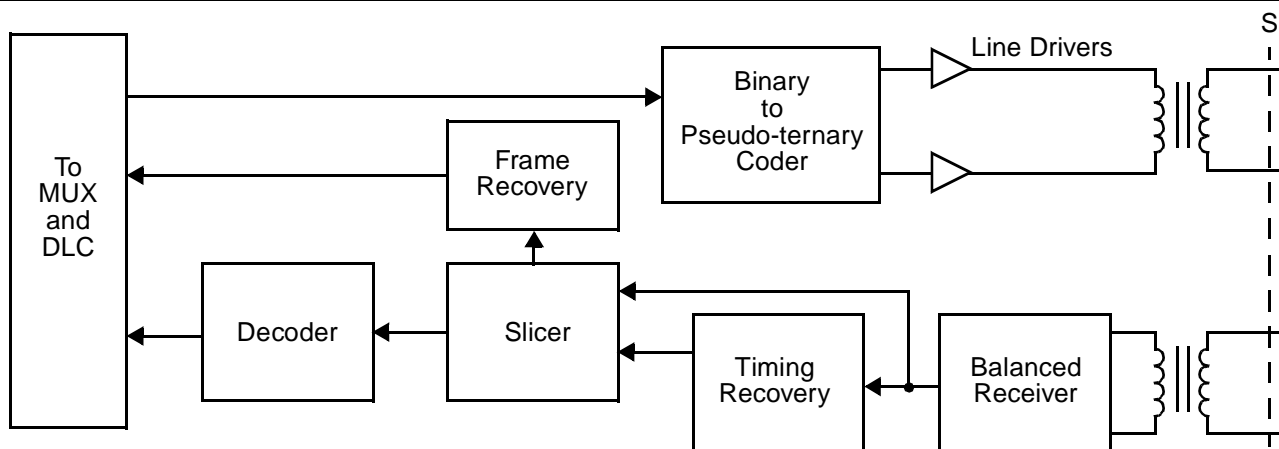 S
Line Drivers
Binary
to
Pseudo-ternary
Coder
To
MUX
and
DLC
Frame
Recovery
Decoder
Slicer
Timing
Recovery
Balanced
Receiver